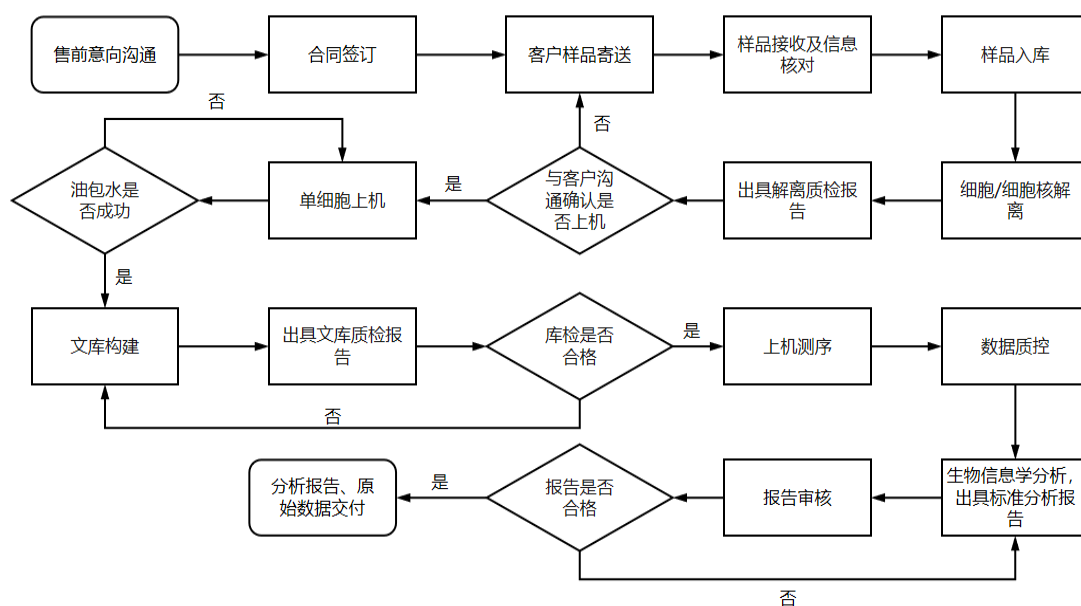 售前意向沟通
合同签订
客户样品寄送
样品接收及信息
核对
样品入库
否
否
油包水是
否成功
单细胞上机
是
与客户沟
通确认是
否上机
出具解离质检报
告
细胞/细胞核解
离
是
文库构建
出具文库质检报
告
库检是否
合格
是
上机测序
数据质控
否
分析报告、原
始数据交付
是
报告是否
合格
报告审核
生物信息学分析，
出具标准分析报
告
否